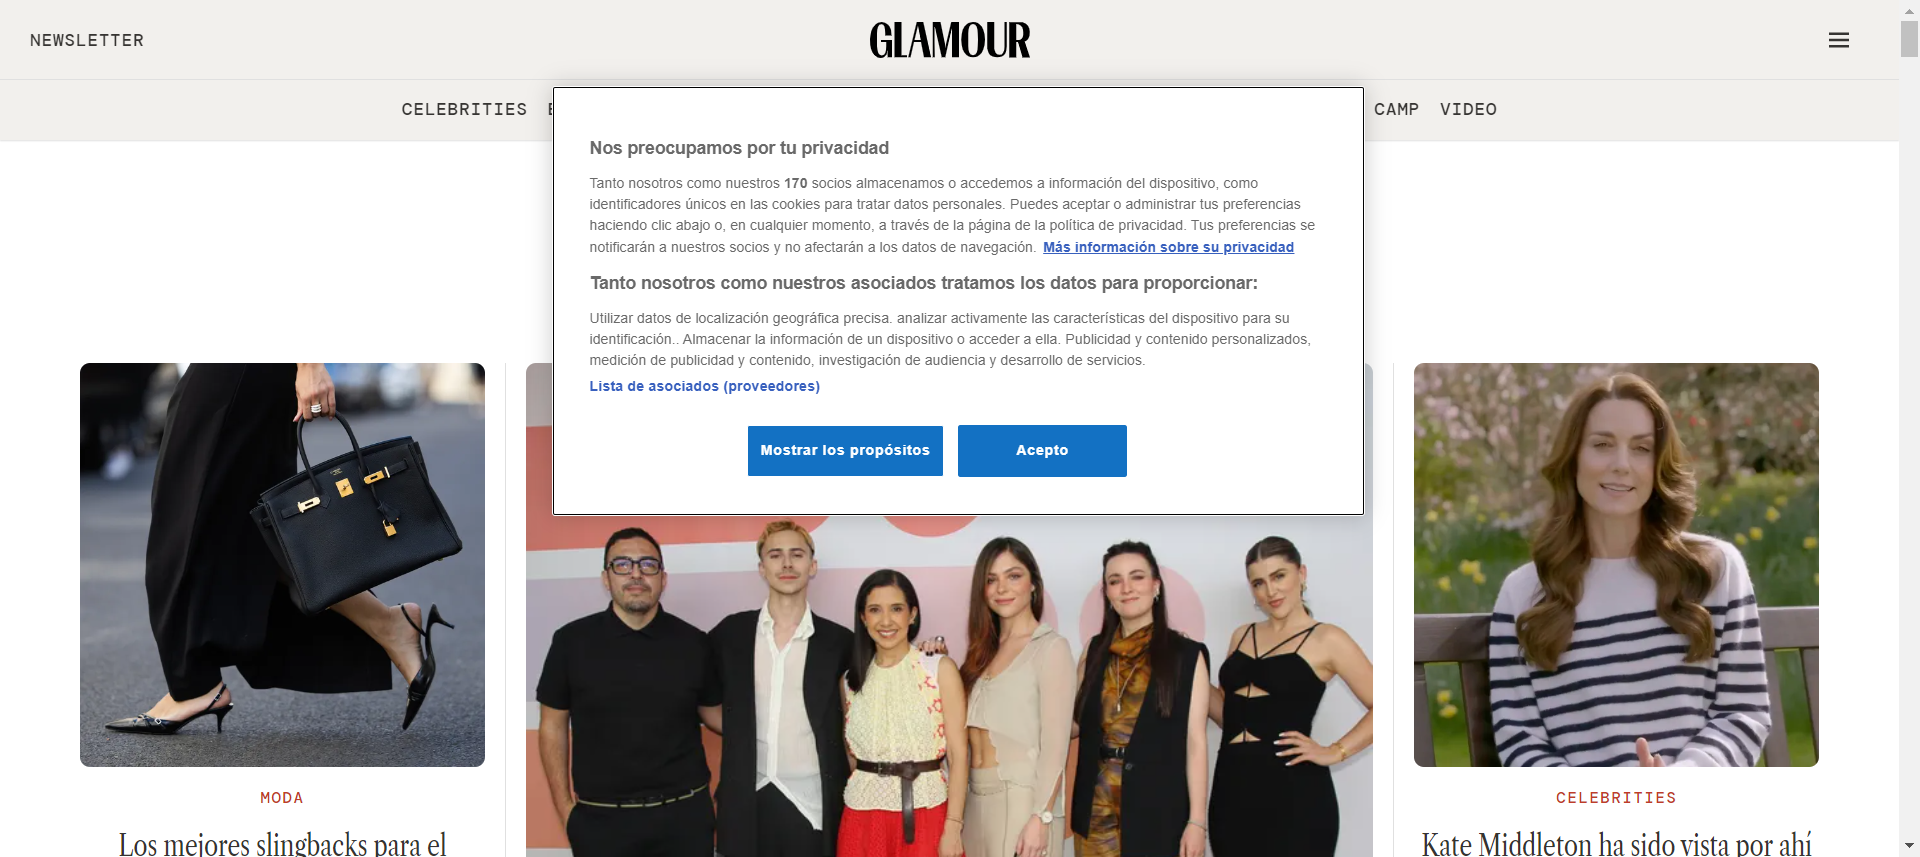 NEWSLETTER
GLAMOUR
CELEBRITIES
CAMP VIDEO
Nos preocupamos por tu privacidad
Tanto nosotros como nuestros 170 socios almacenamos o accedemos a información del dispositivo, como
identificadores únicos en las cookies para tratar datos personales. Puedes aceptar o administrar tus preferencias
haciendo clic abajo o, en cualquier momento, a través de la página de la política de privacidad. Tus preferencias se
notificarán a nuestros socios y no afectarán a los datos de navegación. Más información sobre su privacidad
Tanto nosotros como nuestros asociados tratamos los datos para proporcionar:
Utilizar datos de localización geográfica precisa. analizar activamente las características del dispositivo para su
identificación.. Almacenar la información de un dispositivo o acceder a ella. Publicidad y contenido personalizados,
medición de publicidad y contenido, investigación de audiencia y desarrollo de servicios.
Lista de asociados (proveedores)
Mostrar los propósitos
Acepto
MODA
Los mejores slingbacks para el
CELEBRITIES
Kate Middleton ha sido vista por ahí